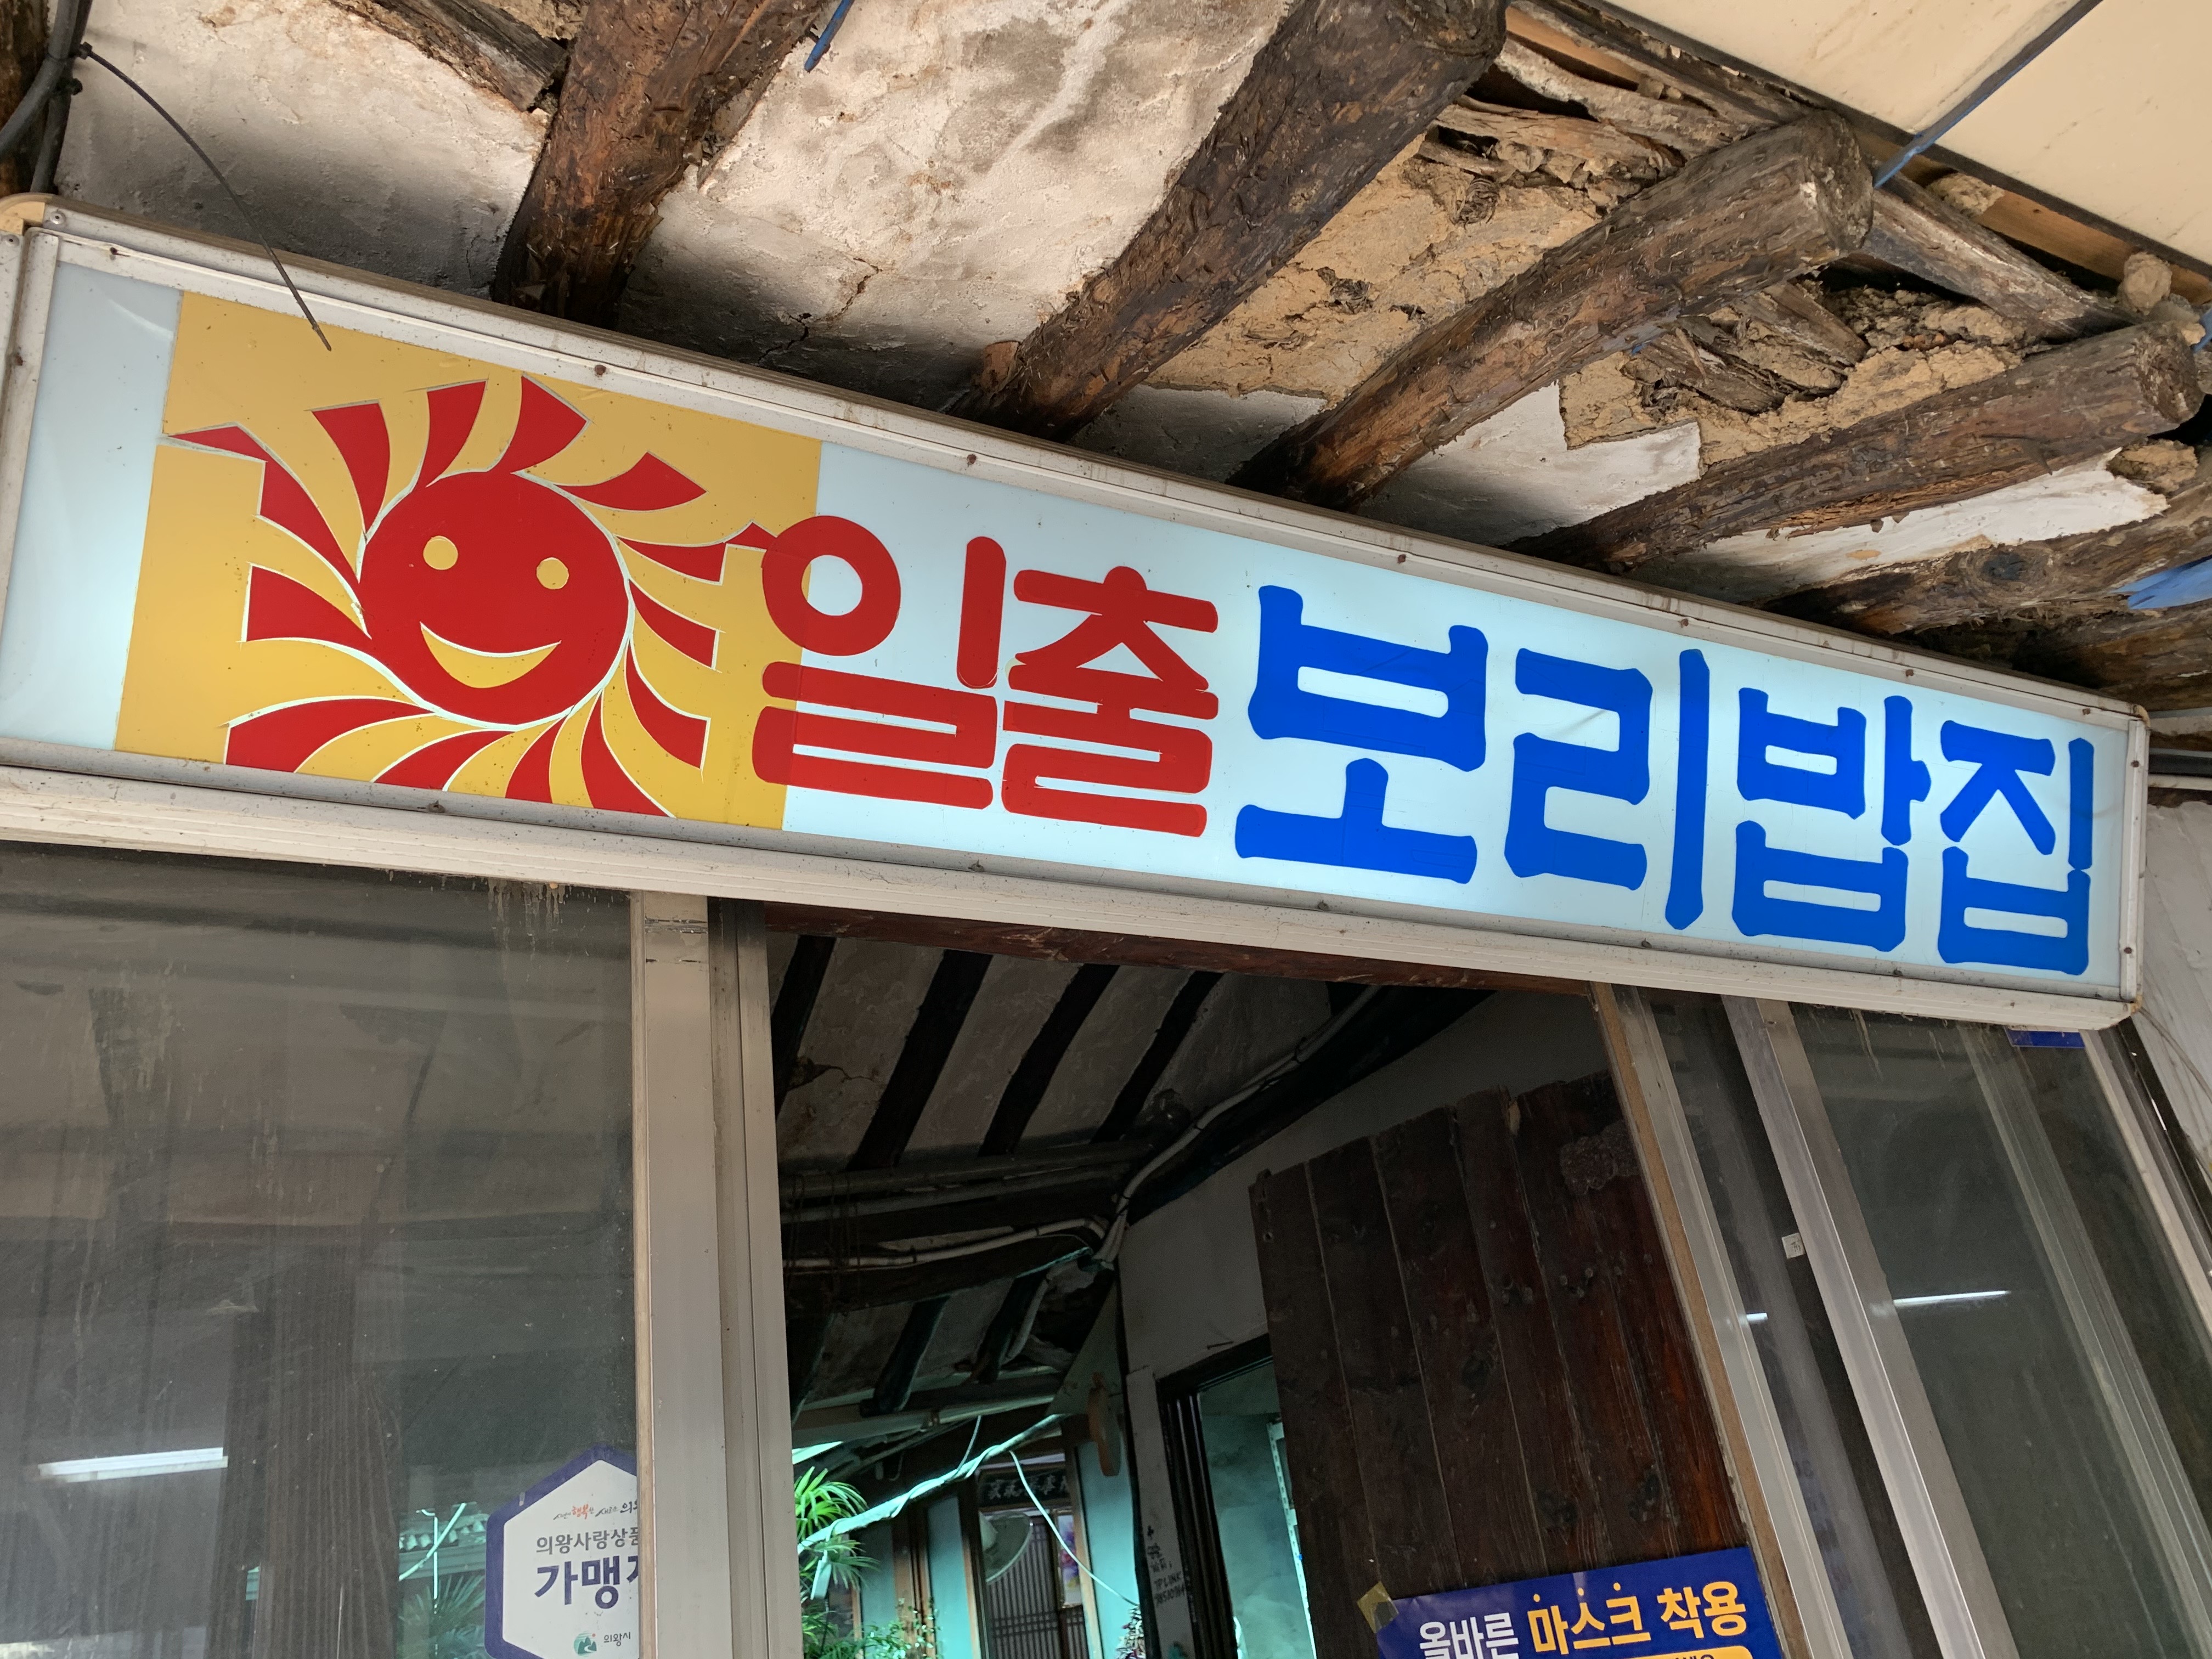 일출 보리밥집
의왕사랑상품
가맹
의왕시
올바른 마스크 착용